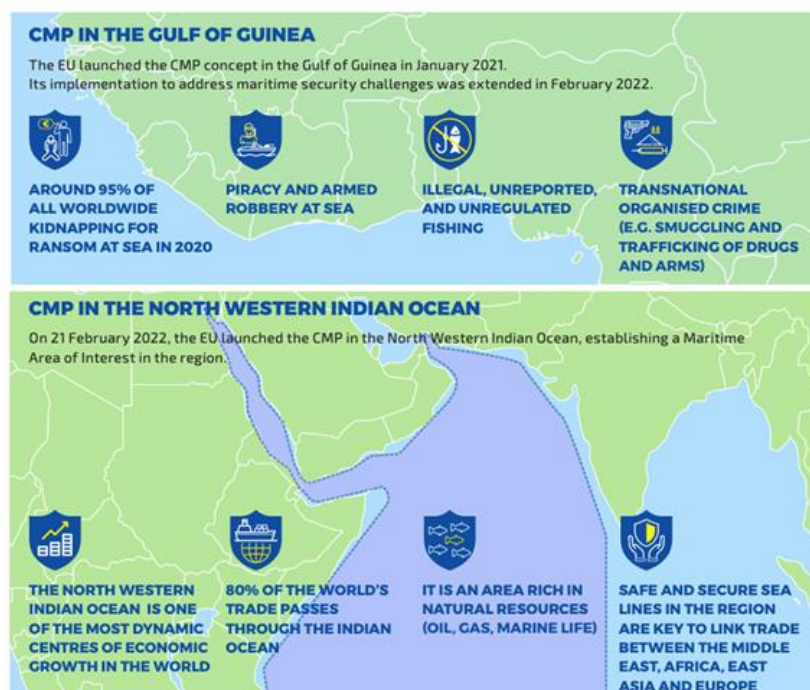 CMP IN THE GULF OF GUINEA
The EU launched the CMP concept in the Gulf of Guinea in January 2021.
Its implementation to address maritime security challenges was extended in February 2022.
AROUND 95% OF
ALL WORLDWIDE
KIDNAPPING FOR
RANSOM AT SEA IN 2020
PIRACY AND ARMED
ROBBERY AT SEA
ILLEGAL, UNREPORTED,
AND UNREGULATED
FISHING
TRANSNATIONAL
ORGANISED CRIME
(E.G. SMUGGLING AND
TRAFFICKING OF DRUGS
AND ARMS)
CMP IN THE NORTH WESTERN INDIAN OCEAN
On 21 February 2022, the EU launched the CMP in the North Western Indian Ocean, establishing a Maritime
Area of Interest in the region.
THE NORTH WESTERN
INDIAN OCEAN IS ONE
OF THE MOST DYNAMIC
CENTRES OF ECONOMIC
GROWTH IN THE WORLD
80% OF THE WORLD'S
TRADE PASSES
THROUGH THE INDIAN
OCEAN
IT IS AN AREA RICH IN
NATURAL RESOURCES
(OIL, GAS, MARINE LIFE)
SAFE AND SECURE SEA
LINES IN THE REGION
ARE KEY TO LINK TRADE
BETWEEN THE MIDDLE
EAST, AFRICA, EAST
ASIA AND EUROPE